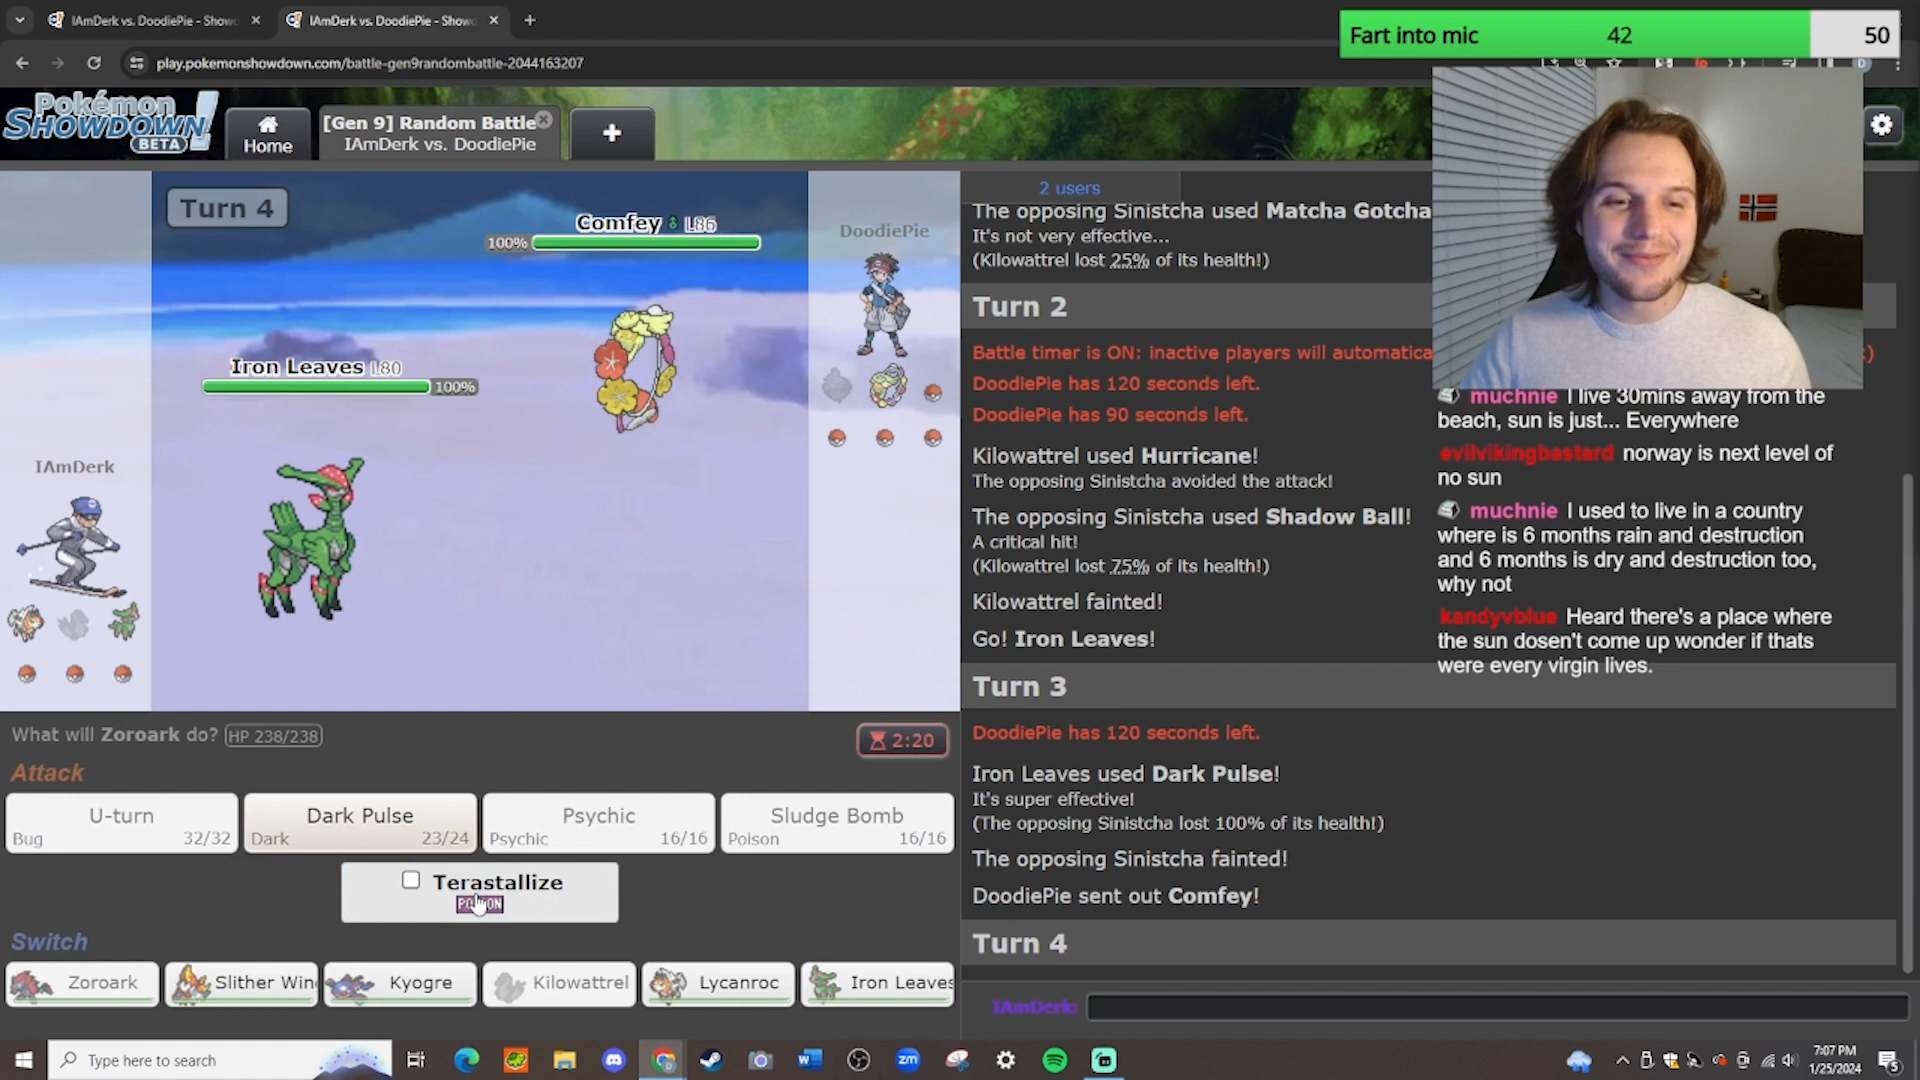 IAmDerk vs. DoodiePie - Show
IAmDerk vs. DoodiePie - Show
play.pokemonshowdown.com/battle-gen9randombattle-2044163207
Fart into mic 42 50
Pokémon
SHOWDOWN!
BETA
Home
[Gen 9] Random Battle
IAmDerk vs. DoodiePie
Turn 4
Comfey L86
100%
Iron Leaves L80
100%
DoodiePie
IAmDerk
What will Zoroark do? HP 238/238
2:20
Attack
U-turn
Bug 32/32
Dark Pulse
Dark 23/24
Psychic
Psychic 16/16
Sludge Bomb
Poison 16/16
Terastallize
Switch
Zoroark
Slither Win
Kyogre
Kilowattrel
Lycanroc
Iron Leaves
2 users
The opposing Sinistcha used Matcha Gotcha
It's not very effective...
(Kilowattrel lost 25% of its health!)
Turn 2
Battle timer is ON: inactive players will automatica
DoodiePie has 120 seconds left.
DoodiePie has 90 seconds left.
Kilowattrel used Hurricane!
The opposing Sinistcha avoided the attack!
The opposing Sinistcha used Shadow Ball!
A critical hit!
(Kilowattrel lost 75% of its health!)
Kilowattrel fainted!
Go! Iron Leaves!
Turn 3
DoodiePie has 120 seconds left.
Iron Leaves used Dark Pulse!
It's super effective!
(The opposing Sinistcha lost 100% of its health!)
The opposing Sinistcha fainted!
DoodiePie sent out Comfey!
Turn 4
IAmDerk:
muchnie I live 30mins away from the
beach, sun is just... Everywhere
evilvikingbastard norway is next level of
no sun
muchnie I used to live in a country
where is 6 months rain and destruction
and 6 months is dry and destruction too,
why not
kandyvblue Heard there's a place where
the sun dosen't come up wonder if thats
were every virgin lives.
Type here to search
zm
7:07 PM
1/25/2024
5